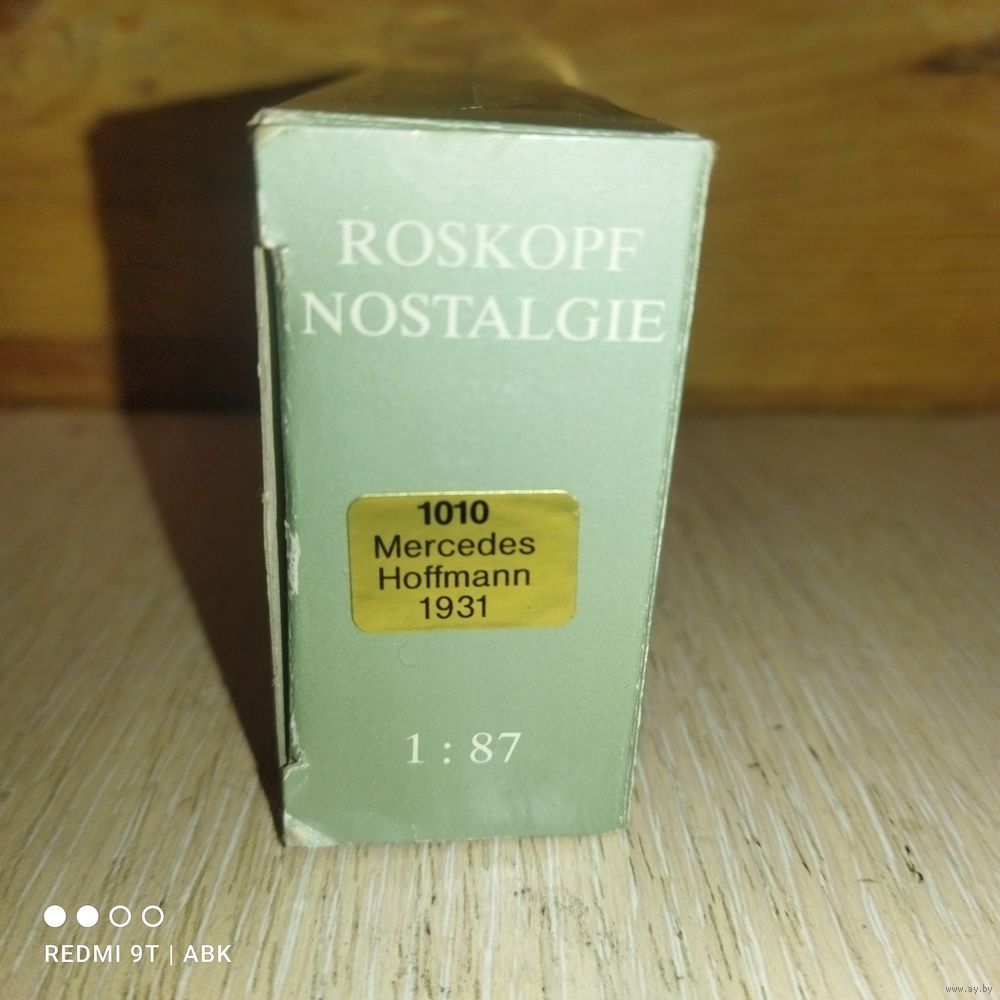 ROSKOPF
NOSTALGIE
1010
Mercedes
Hoffmann
1931
1 : 87
REDMI 9T | ABK
www.ay.by